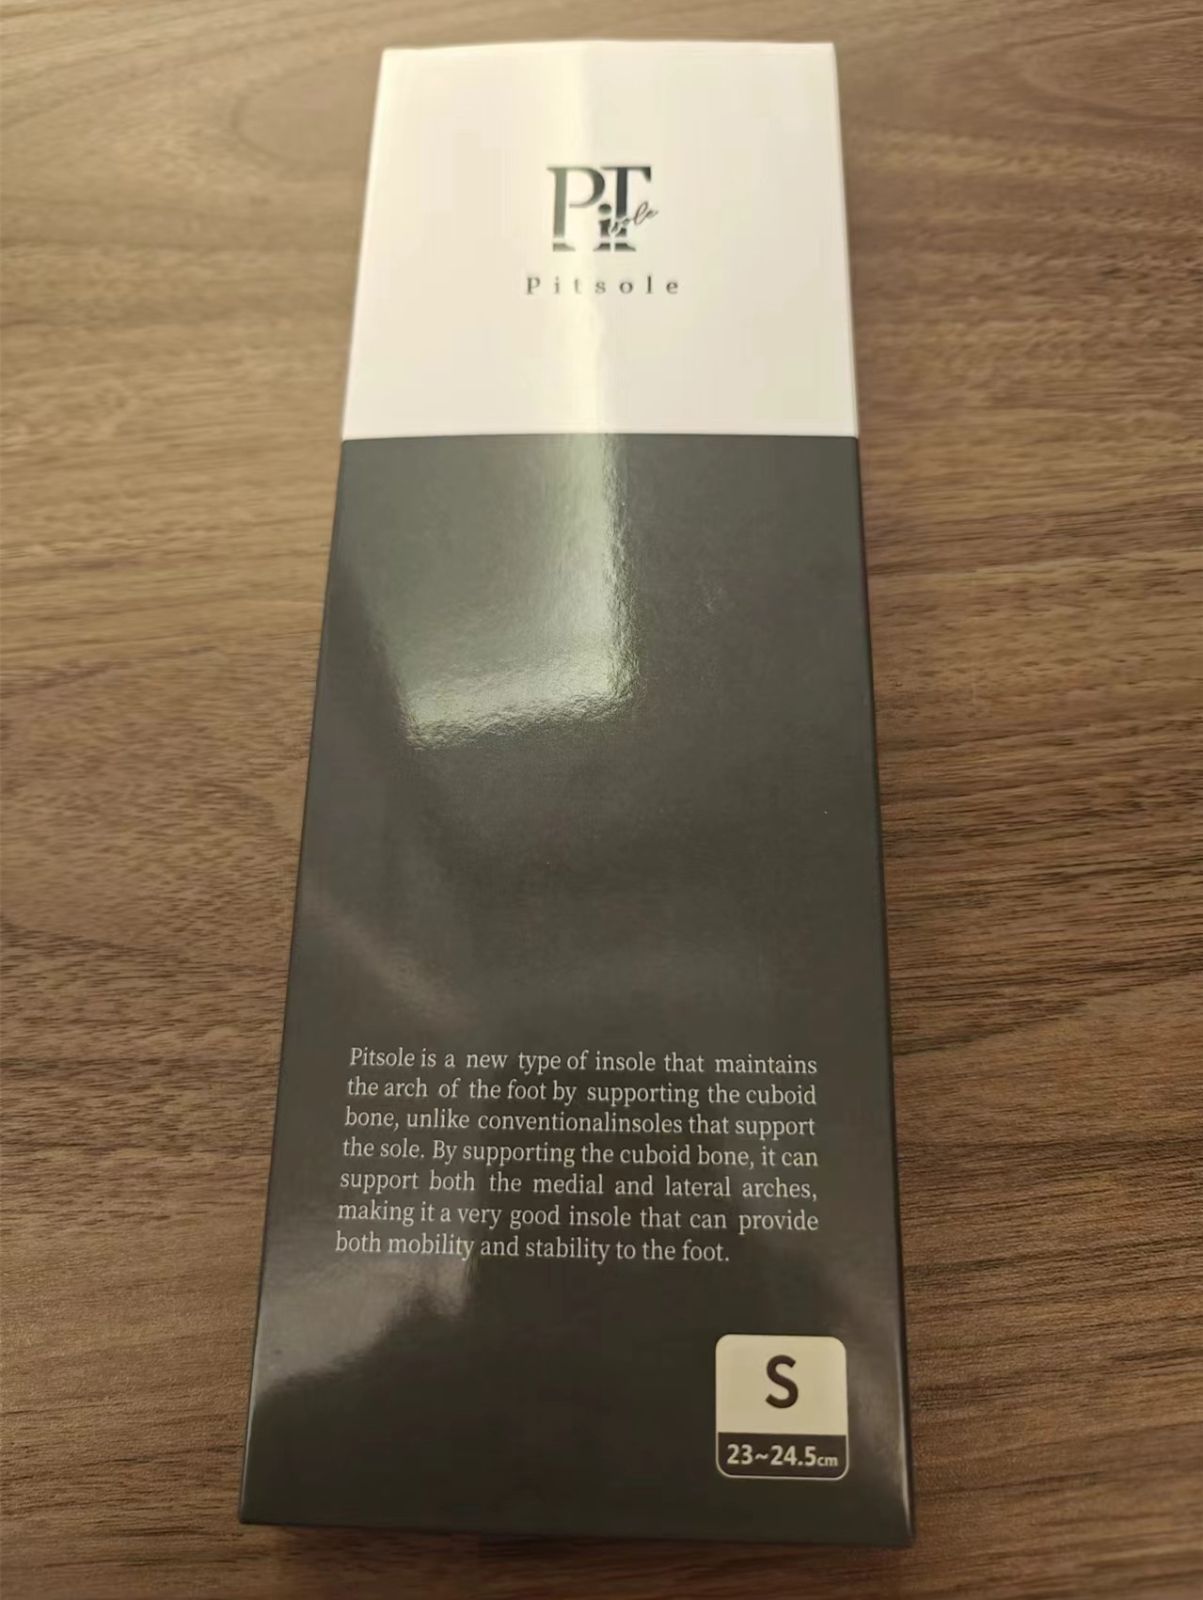 PiT
sole
Pitsole
Pitsole is a new type of insole that maintains
the arch of the foot by supporting the cuboid
bone, unlike conventionalinsoles that support
the sole. By supporting the cuboid bone, it can
support both the medial and lateral arches,
making it a very good insole that can provide
both mobility and stability to the foot.
S
23~24.5cm